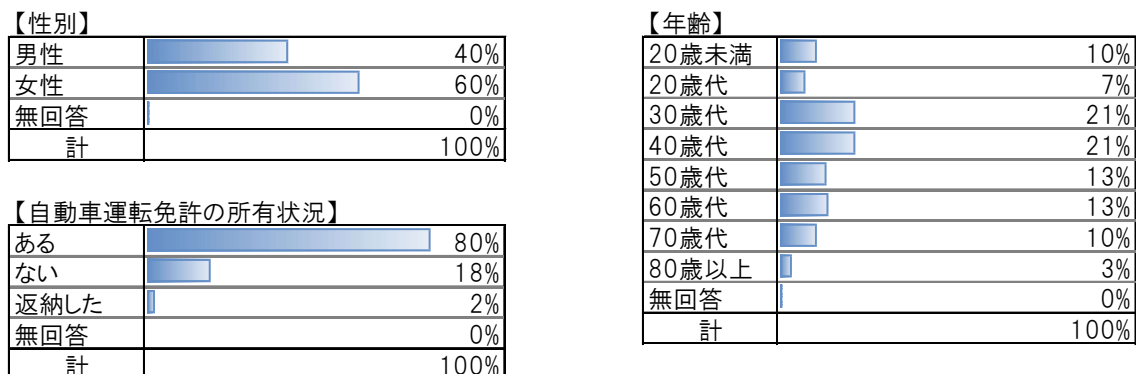 【性別】
男性 40%
女性 60%
無回答 0%
計 100%
【自動車運転免許の所有状況】
ある 80%
ない 18%
返納した 2%
無回答 0%
計 100%
【年齢】
20歳未満 10%
20歳代 7%
30歳代 21%
40歳代 21%
50歳代 13%
60歳代 13%
70歳代 10%
80歳以上 3%
無回答 0%
計 100%